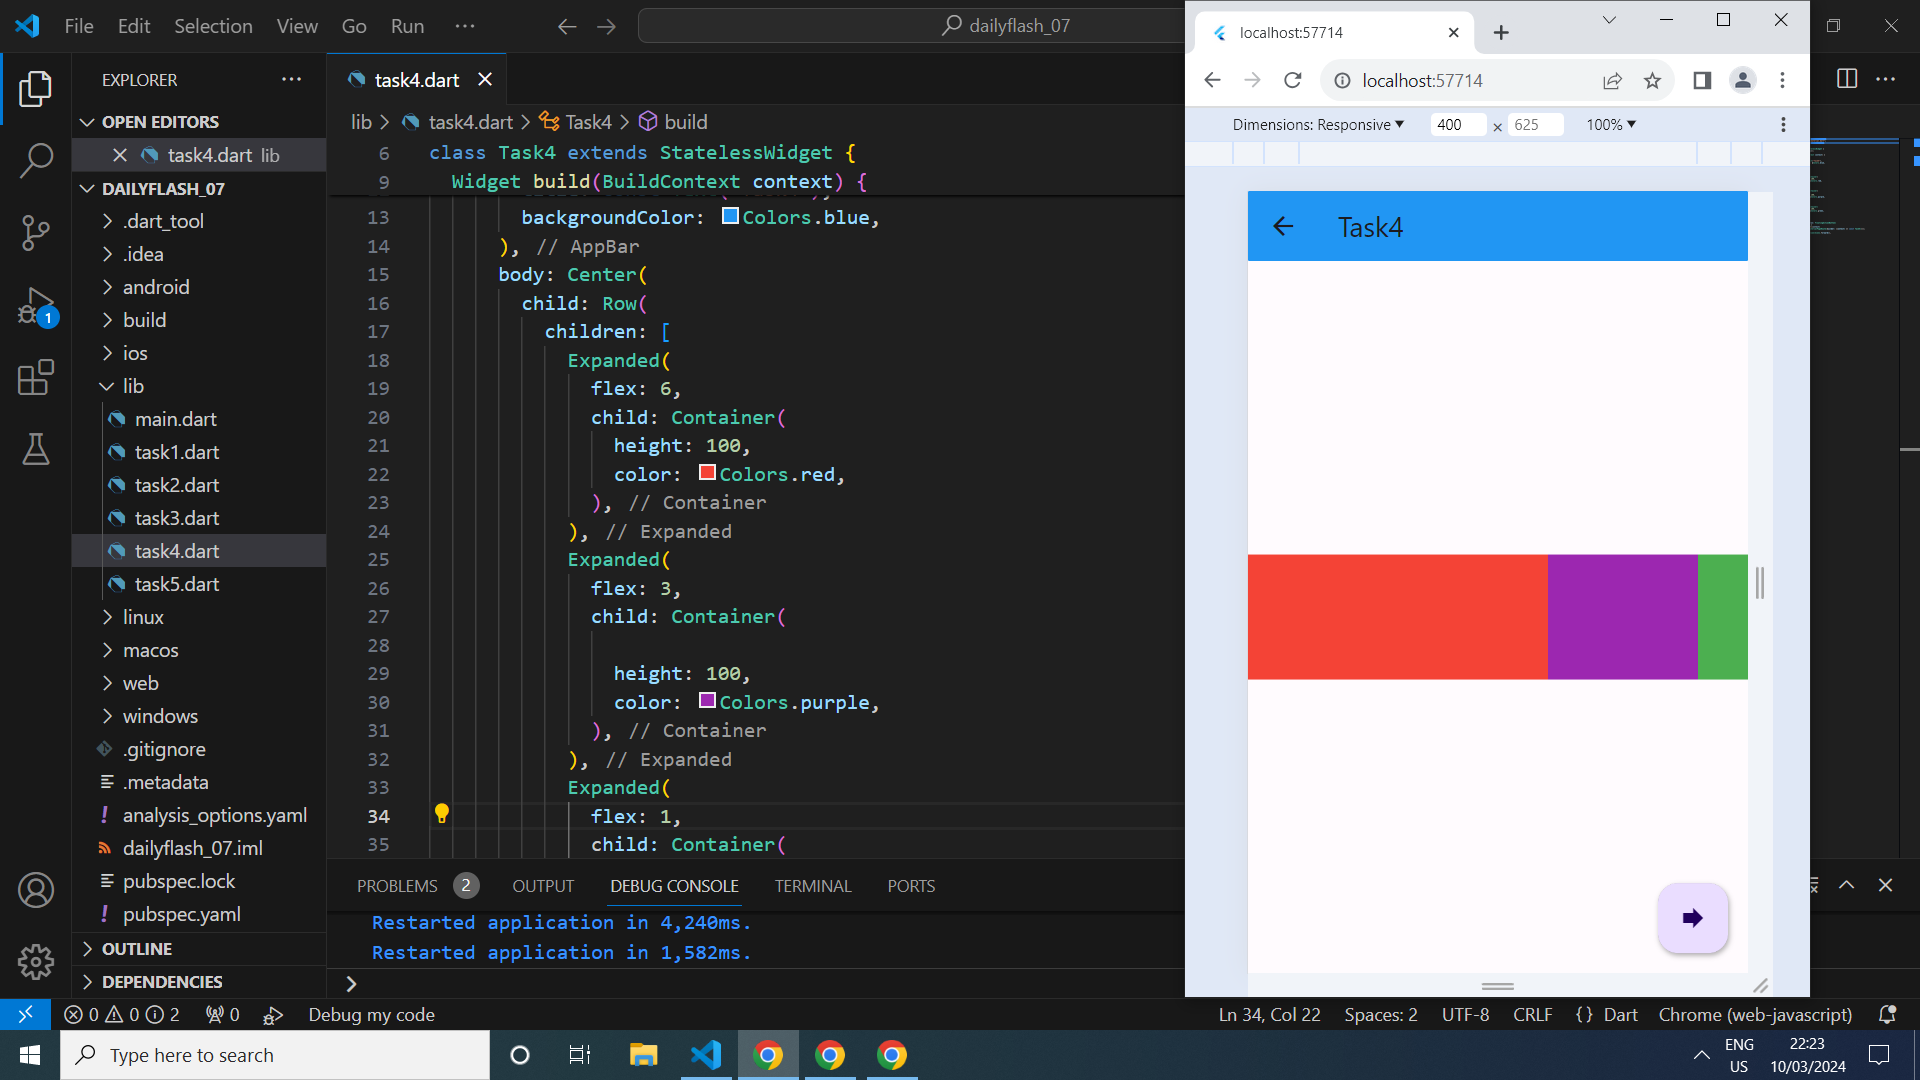 File Edit Selection View Go Run ···
dailyflash_07
EXPLORER
OPEN EDITORS
task4.dart lib
DAILYFLASH_07
.dart_tool
.idea
android
build
ios
lib
main.dart
task1.dart
task2.dart
task3.dart
task4.dart
task5.dart
linux
macos
web
windows
.gitignore
.metadata
analysis_options.yaml
dailyflash_07.iml
pubspec.lock
pubspec.yaml
OUTLINE
DEPENDENCIES
1
task4.dart
lib > task4.dart > Task4 > build
6 class Task4 extends StatelessWidget {
9 Widget build(BuildContext context) {
13 backgroundColor: Colors.blue,
14 ), // AppBar
15 body: Center(
16 child: Row(
17 children: [
18 Expanded(
19 flex: 6,
20 child: Container(
21 height: 100,
22 color: Colors.red,
23 ), // Container
24 ), // Expanded
25 Expanded(
26 flex: 3,
27 child: Container(
28
29 height: 100,
30 color: Colors.purple,
31 ), // Container
32 ), // Expanded
33 Expanded(
34 flex: 1,
35 child: Container(
PROBLEMS 2 OUTPUT DEBUG CONSOLE TERMINAL PORTS
Restarted application in 4,240ms.
Restarted application in 1,582ms.
localhost:57714
localhost:57714
Dimensions: Responsive 400 × 625 100%
Task4
0 0 2 0 Debug my code
Ln 34, Col 22 Spaces: 2 UTF-8 CRLF {} Dart Chrome (web-javascript)
Type here to search
ENG
US
22:23
10/03/2024